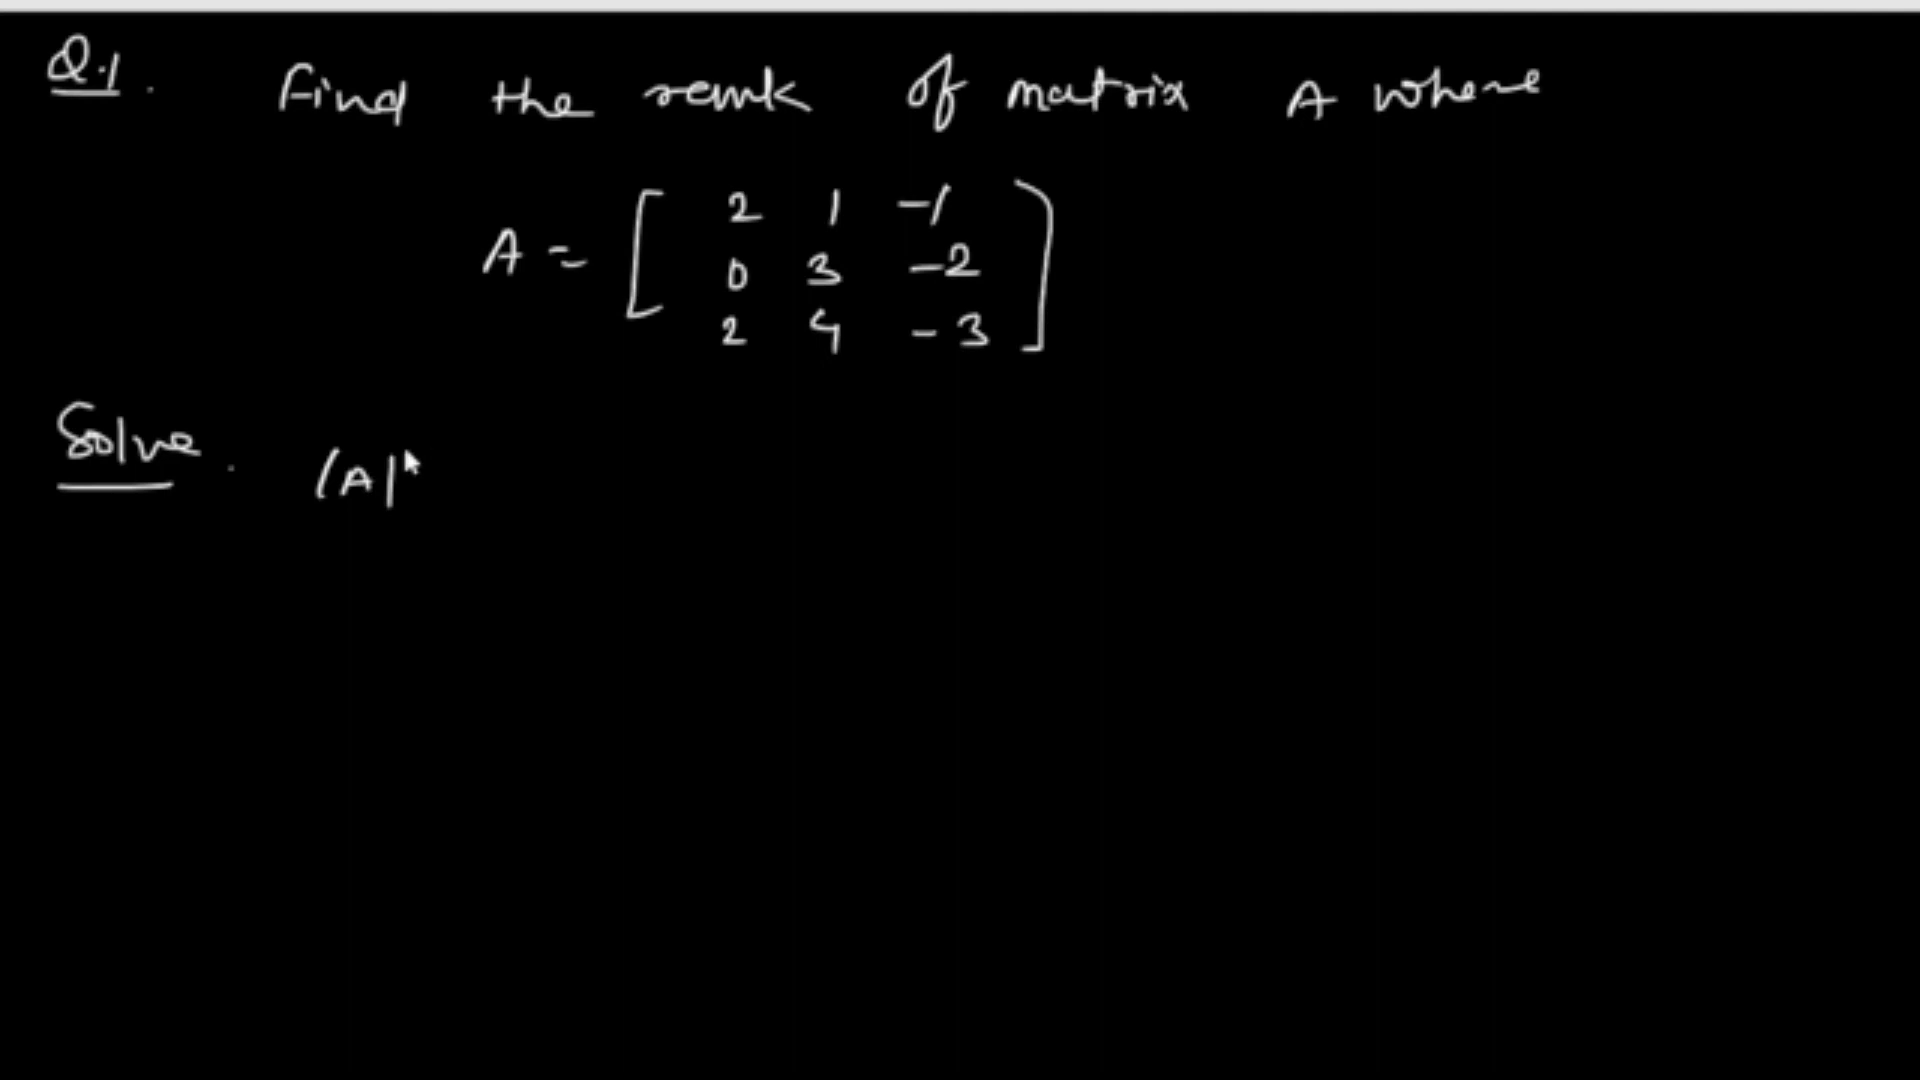 Q.1. Find the rank of matrix A where
A = [ 2 1 -1
0 3 -2
2 4 -3 ]
Solve. |A|